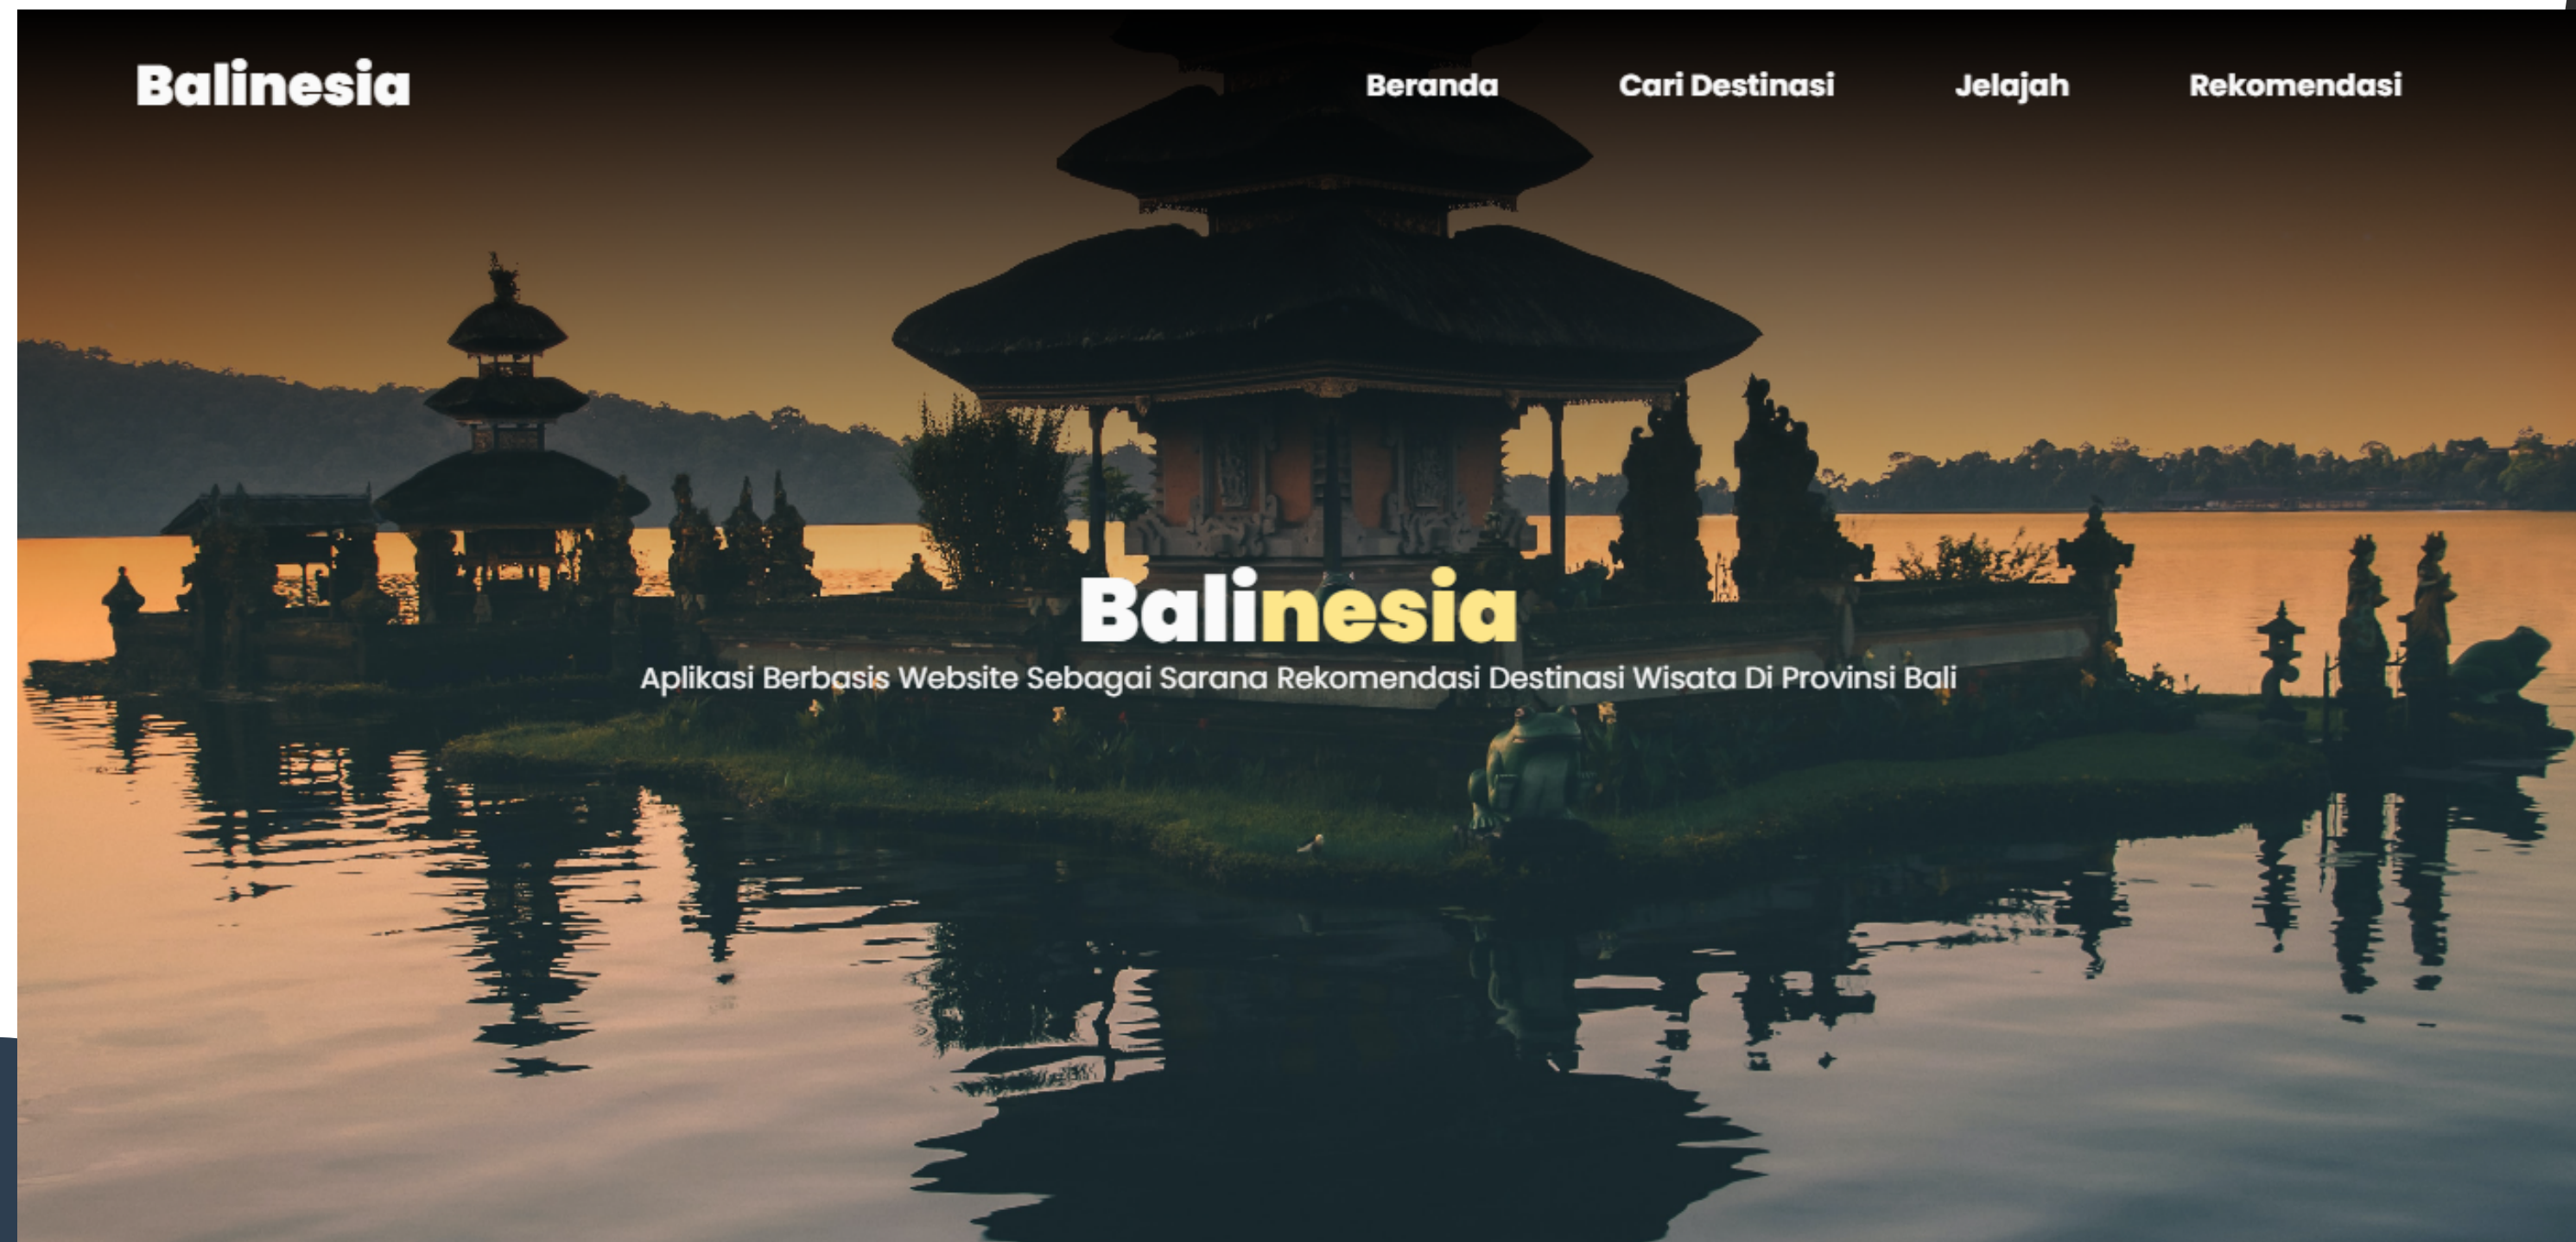 Balinesia
Beranda Cari Destinasi Jelajah Rekomendasi
Balinesia
Aplikasi Berbasis Website Sebagai Sarana Rekomendasi Destinasi Wisata Di Provinsi Bali